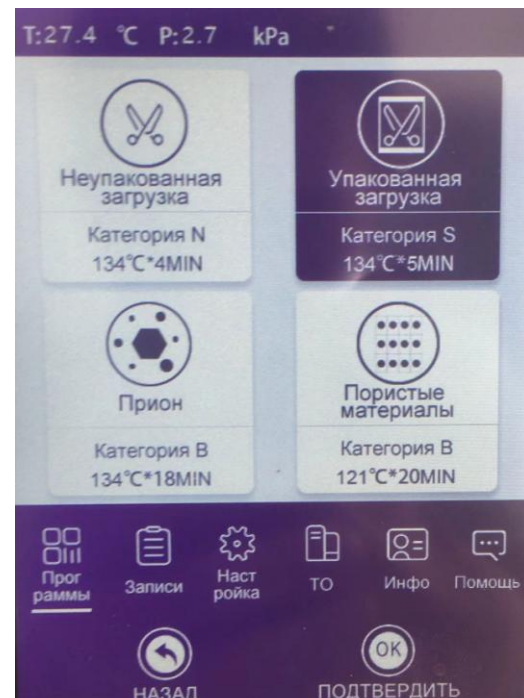 T:27.4 ℃ P:2.7 kPa
Неупакованная
загрузка
Категория N
134℃*4MIN
Упакованная
загрузка
Категория S
134℃*5MIN
Прион
Категория B
134℃*18MIN
Пористые
материалы
Категория B
121℃*20MIN
Прог
раммы
Записи
Наст
ройка
ТО
Инфо
Помощь
НАЗАД
OK
ПОДТВЕРДИТЬ